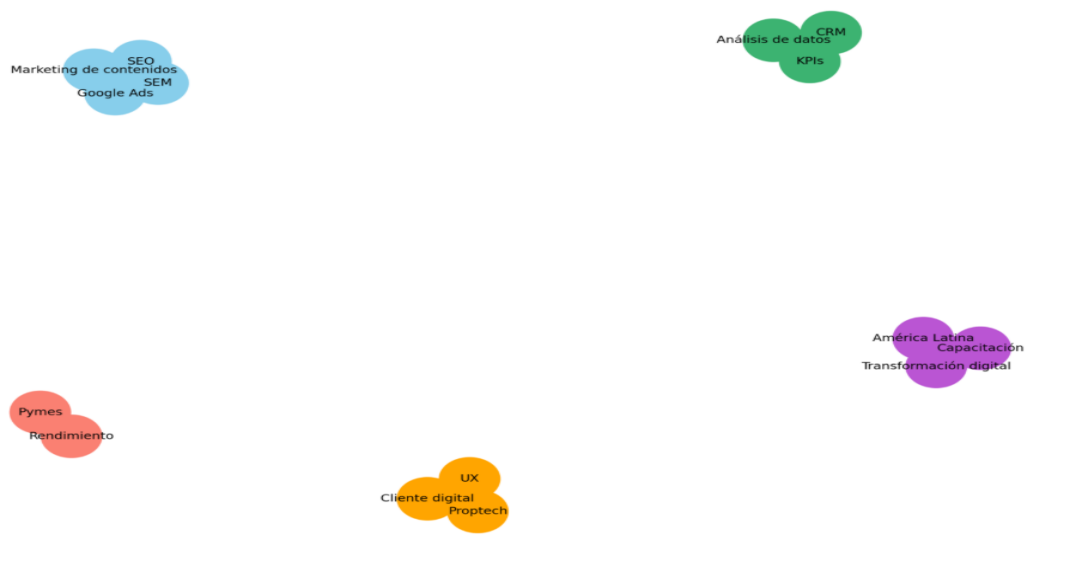 SEO
Marketing de contenidos
SEM
Google Ads
CRM
Análisis de datos
KPIs
América Latina
Capacitación
Transformación digital
Pymes
Rendimiento
UX
Cliente digital
Proptech